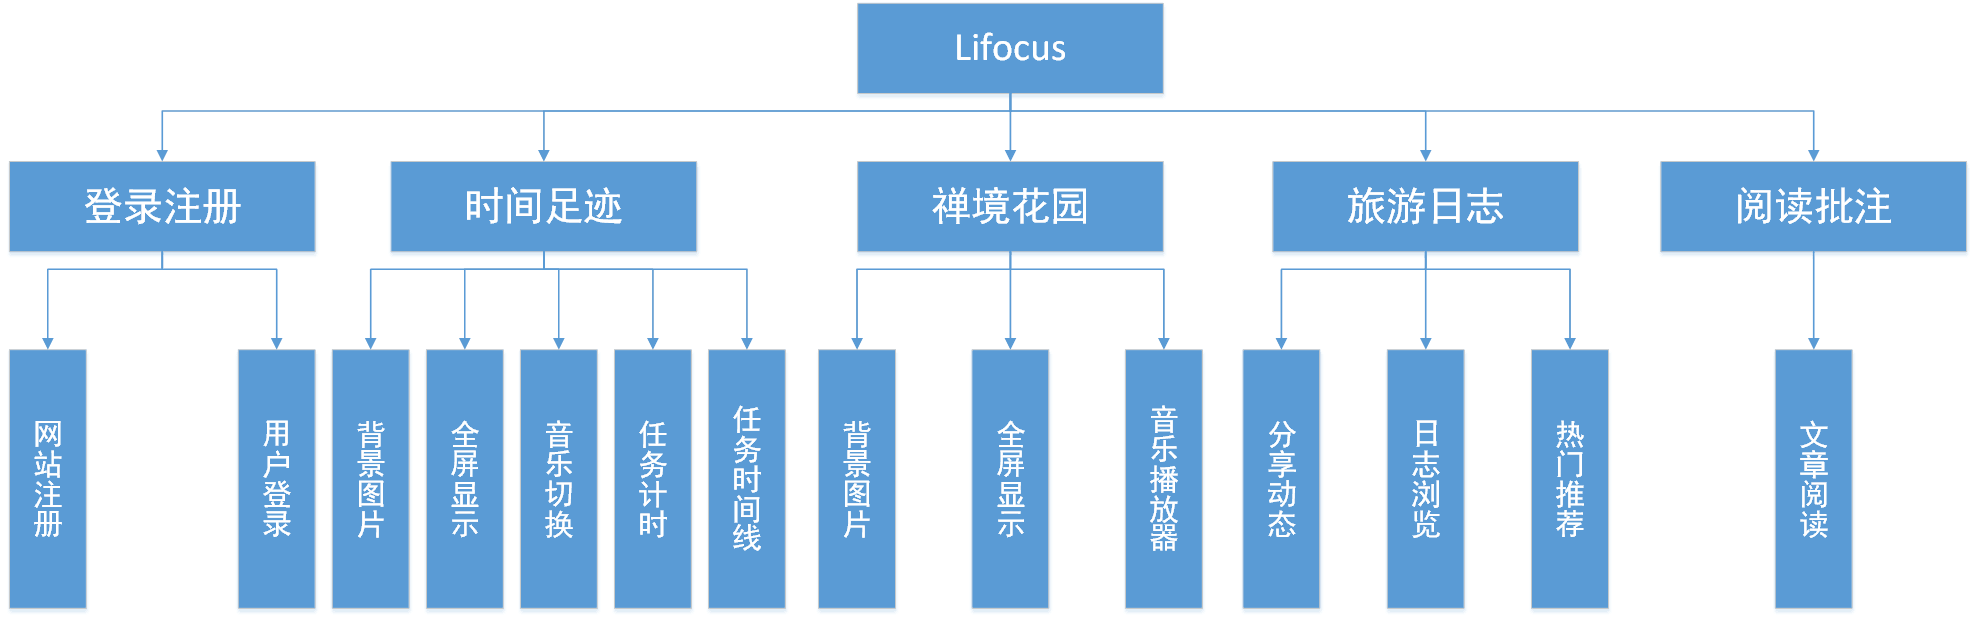 Lifocus
登录注册
时间足迹
禅境花园
旅游日志
阅读批注
网站注册
用户登录
背景图片
全屏显示
音乐切换
任务计时
任务时间线
背景图片
全屏显示
音乐播放器
分享动态
日志浏览
热门推荐
文章阅读